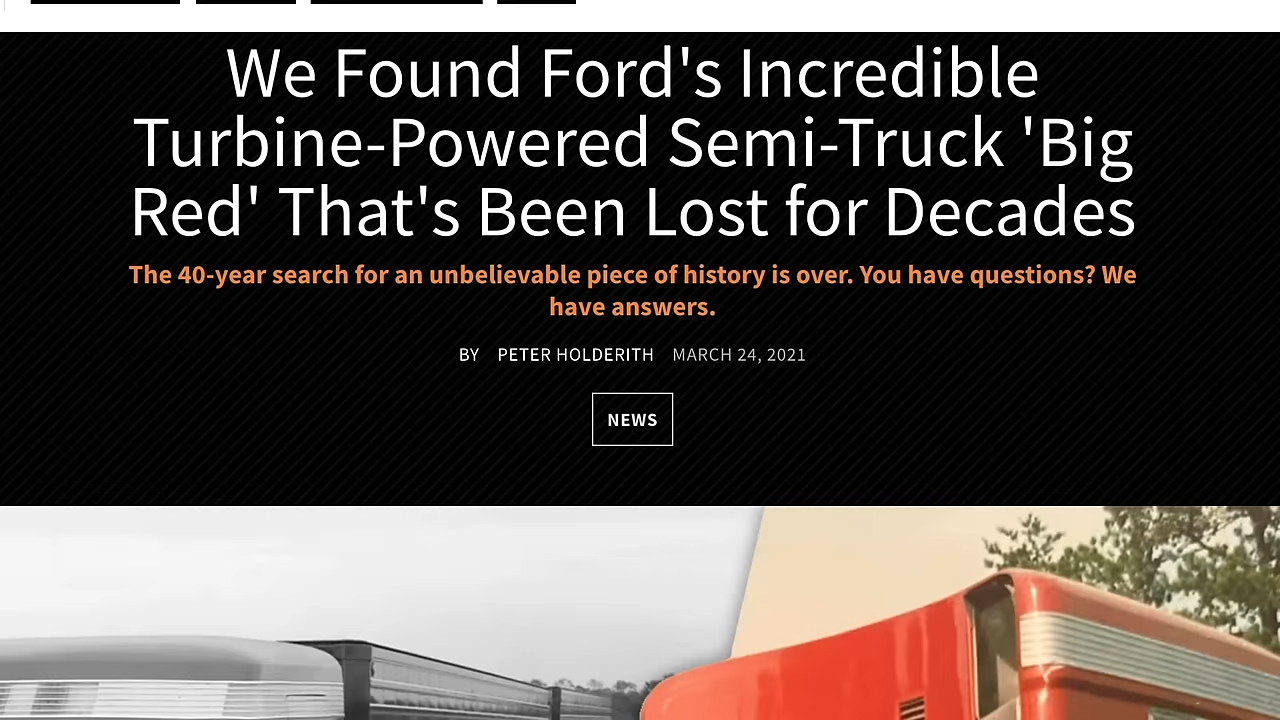 We Found Ford's Incredible
Turbine-Powered Semi-Truck 'Big
Red' That's Been Lost for Decades
The 40-year search for an unbelievable piece of history is over. You have questions? We
have answers.
BY PETER HOLDERITH MARCH 24, 2021
NEWS